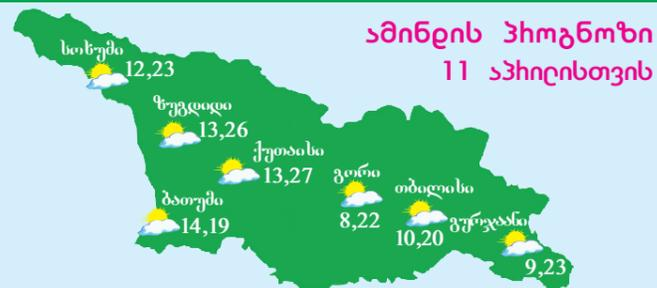 ამინდის პროგნოზი
11 აპრილისთვის
სოხუმი
12,23
ზუგდიდი
13,26
ქუთაისი
13,27
გორი
8,22
თბილისი
10,20
ბათუმი
14,19
გურჯაანი
9,23